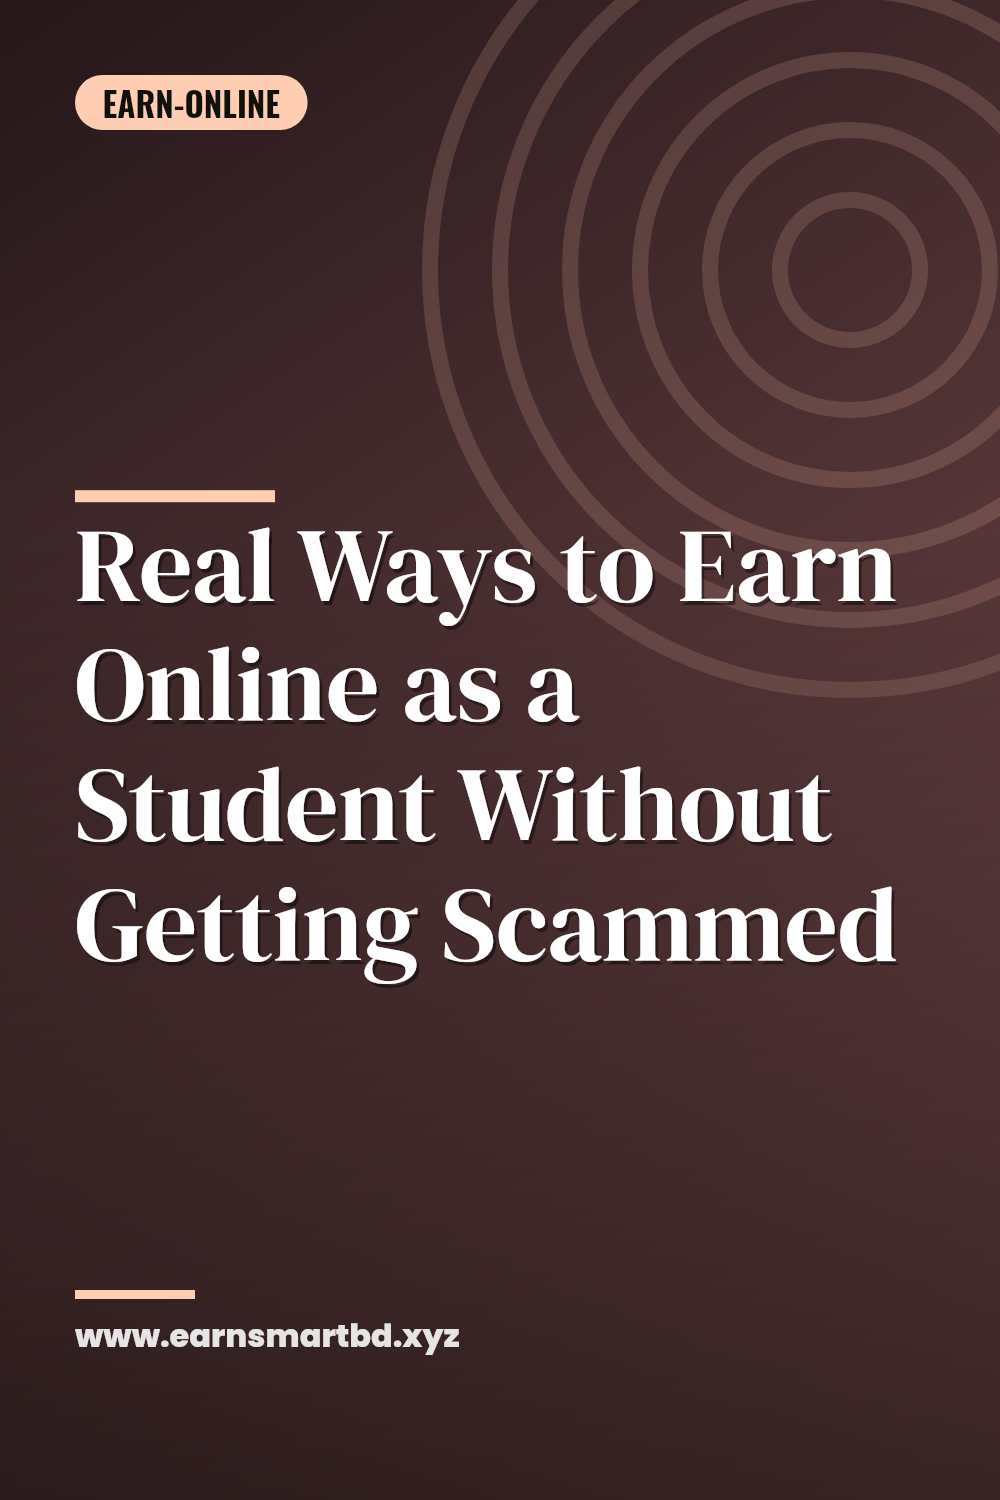 EARN-ONLINE
Real Ways to Earn
Online as a
Student Without
Getting Scammed
www.earnsmartbd.xyz